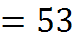 = 53